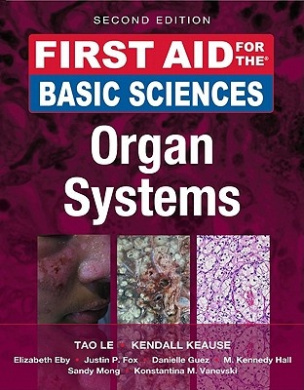 SECOND EDITION
FIRST AID FOR THE®
BASIC SCIENCES
Organ
Systems
TAO LE KENDALL KEAUSE
Elizabeth Eby · Justin P. Fox · Danielle Guez · M. Kennedy Hall
Sandy Mong · Konstantina M. Vanevski